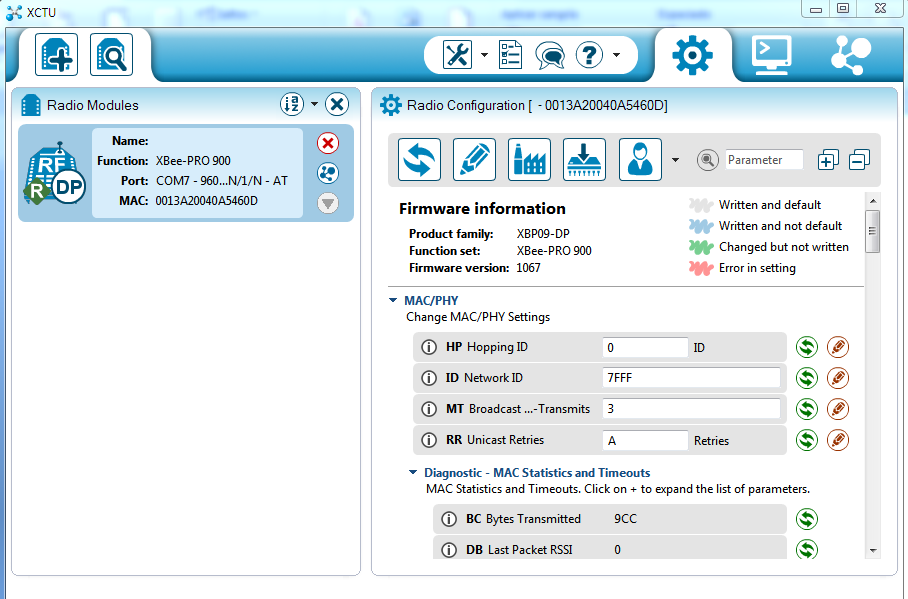 XCTU
Radio Modules
Name:
Function: XBee-PRO 900
Port: COM7 - 960...N/1/N - AT
MAC: 0013A20040A5460D
RF
R
DP
Radio Configuration [  - 0013A20040A5460D]
Parameter
Firmware information
Product family: XBP09-DP
Function set: XBee-PRO 900
Firmware version: 1067
Written and default
Written and not default
Changed but not written
Error in setting
MAC/PHY
Change MAC/PHY Settings
i HP Hopping ID 0 ID
i ID Network ID 7FFF
i MT Broadcast ...-Transmits 3
i RR Unicast Retries A Retries
Diagnostic - MAC Statistics and Timeouts
MAC Statistics and Timeouts. Click on + to expand the list of parameters.
i BC Bytes Transmitted 9CC
i DB Last Packet RSSI 0